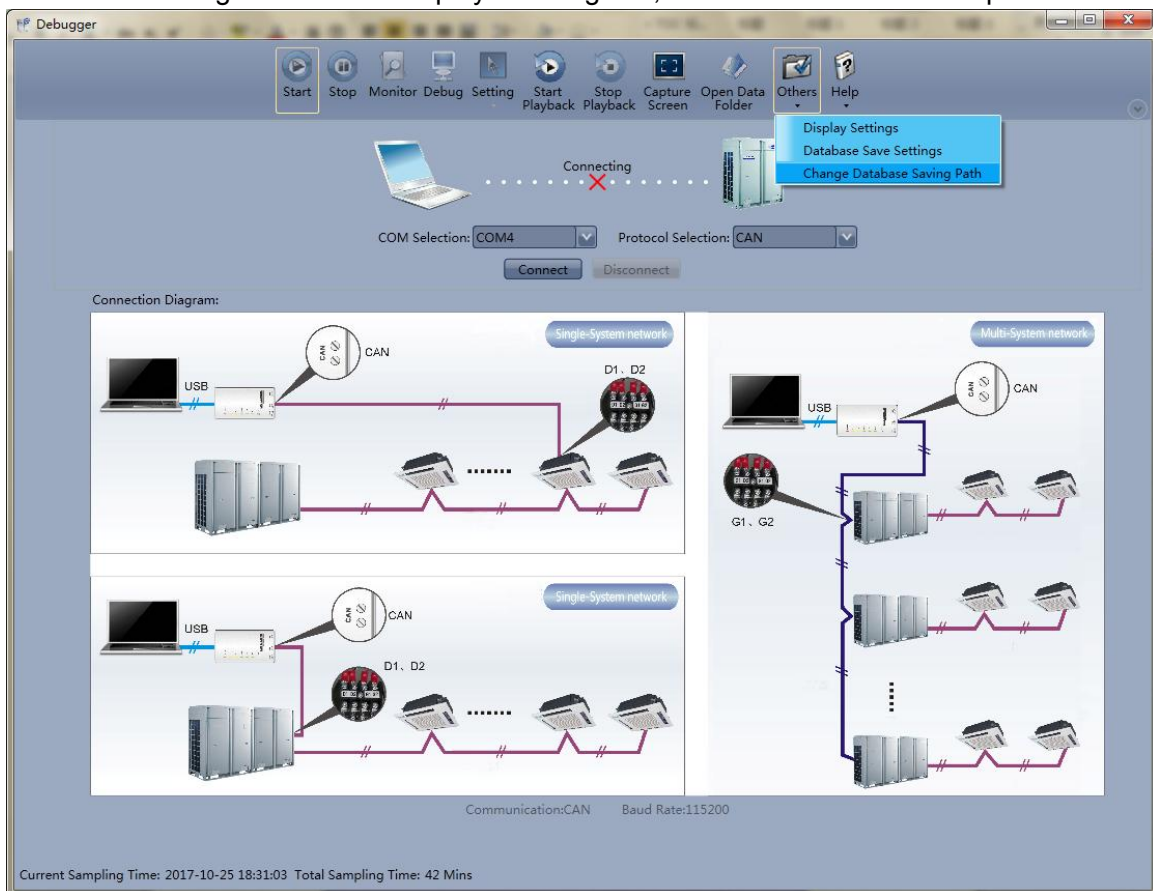 Debugger
Start Stop Monitor Debug Setting Start Playback Stop Playback Capture Screen Open Data Folder Others Help
Display Settings
Database Save Settings
Change Database Saving Path
Connecting
COM Selection: COM4 Protocol Selection: CAN
Connect Disconnect
Connection Diagram:
Single-System network
CAN
CAN
USB
D1、D2
Single-System network
CAN
CAN
USB
D1、D2
Multi-System network
CAN
CAN
USB
G1、G2
Communication:CAN Baud Rate:115200
Current Sampling Time: 2017-10-25 18:31:03 Total Sampling Time: 42 Mins